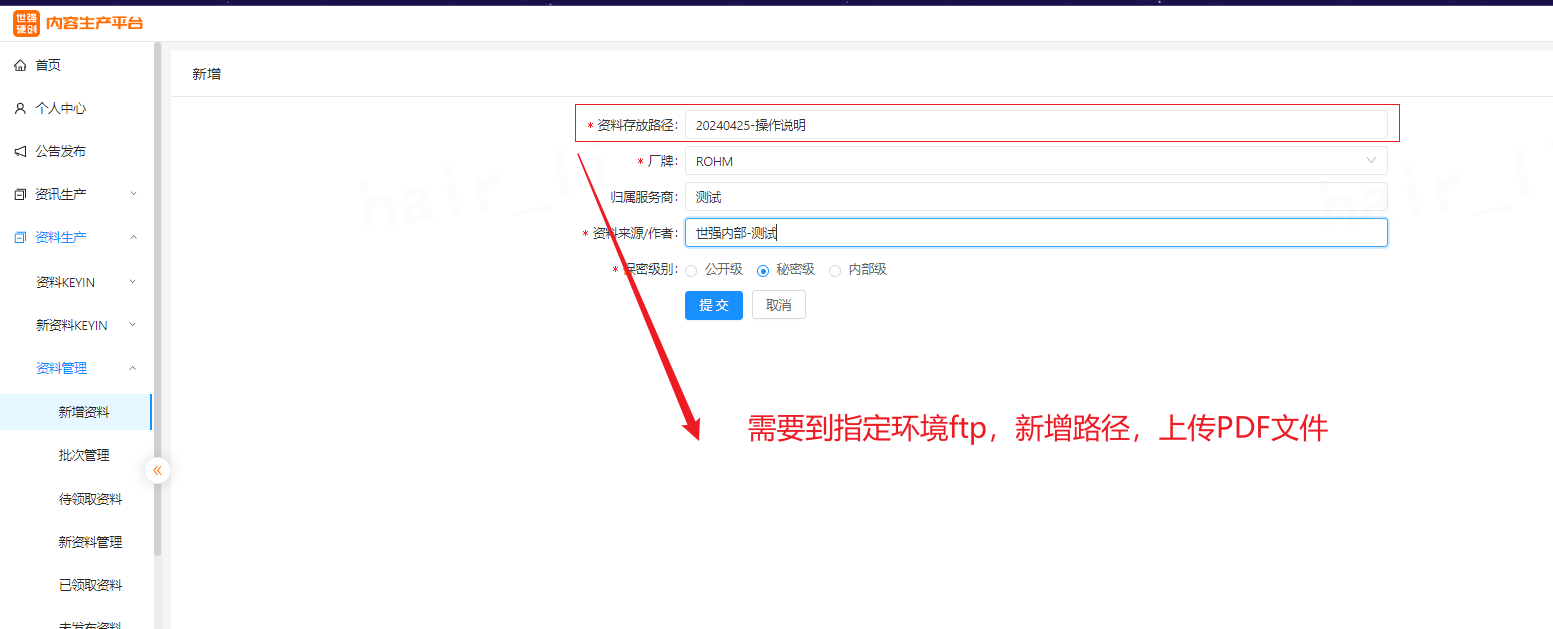 世强硬创 内容生产平台
首页
个人中心
公告发布
资讯生产
资料生产
资料KEYIN
新资料KEYIN
资料管理
新增资料
批次管理
待领取资料
新资料管理
已领取资料
未发布资料
新增
* 资料存放路径: 20240425-操作说明
* 厂牌: ROHM
归属服务商: 测试
* 资料来源/作者: 世强内部-测试
* 保密级别: 公开级 秘密级 内部级
提 交 取消
需要到指定环境ftp，新增路径，上传PDF文件